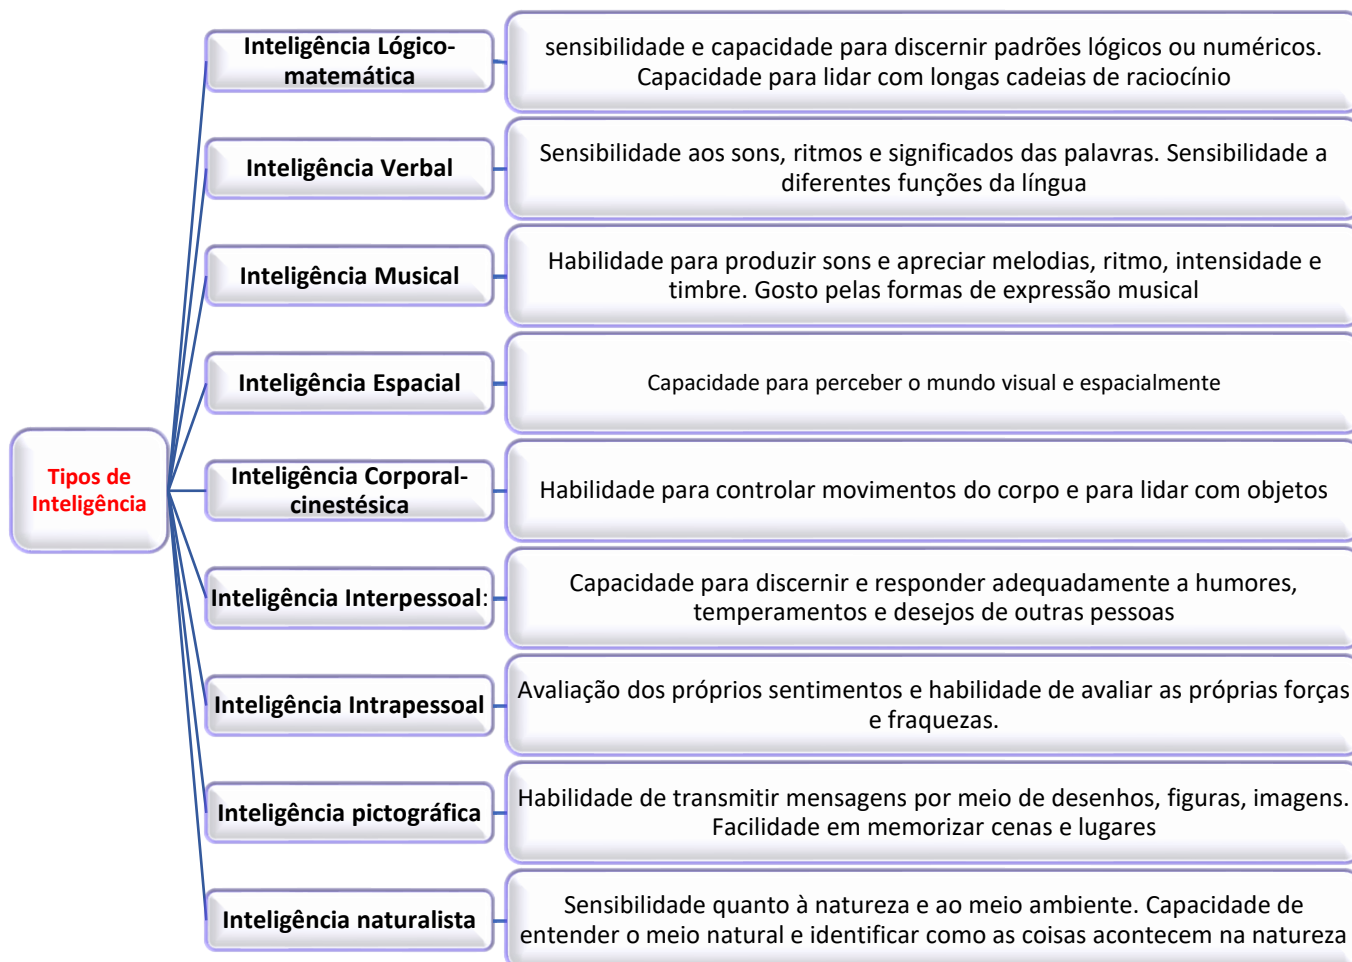 Tipos de
Inteligência
Inteligência Lógico-
matemática
sensibilidade e capacidade para discernir padrões lógicos ou numéricos.
Capacidade para lidar com longas cadeias de raciocínio
Inteligência Verbal
Sensibilidade aos sons, ritmos e significados das palavras. Sensibilidade a
diferentes funções da língua
Inteligência Musical
Habilidade para produzir sons e apreciar melodias, ritmo, intensidade e
timbre. Gosto pelas formas de expressão musical
Inteligência Espacial
Capacidade para perceber o mundo visual e espacialmente
Inteligência Corporal-
cinestésica
Habilidade para controlar movimentos do corpo e para lidar com objetos
Inteligência Interpessoal:
Capacidade para discernir e responder adequadamente a humores,
temperamentos e desejos de outras pessoas
Inteligência Intrapessoal
Avaliação dos próprios sentimentos e habilidade de avaliar as próprias forças
e fraquezas.
Inteligência pictográfica
Habilidade de transmitir mensagens por meio de desenhos, figuras, imagens.
Facilidade em memorizar cenas e lugares
Inteligência naturalista
Sensibilidade quanto à natureza e ao meio ambiente. Capacidade de
entender o meio natural e identificar como as coisas acontecem na natureza